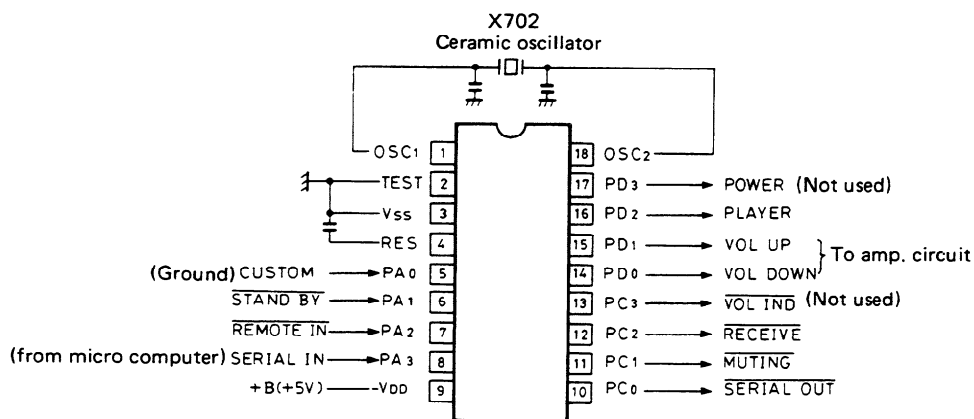 X702
Ceramic oscillator
OSC1 1 18 OSC2
TEST 2 17 PD3 POWER (Not used)
VSS 3 16 PD2 PLAYER
RES 4 15 PD1 VOL UP
To amp. circuit
(Ground) CUSTOM PA0 5 14 PD0 VOL DOWN
STAND BY PA1 6 13 PC3 VOL IND (Not used)
REMOTE IN PA2 7 12 PC2 RECEIVE
(from micro computer) SERIAL IN PA3 8 11 PC1 MUTING
+B(+5V) -VDD 9 10 PC0 SERIAL OUT